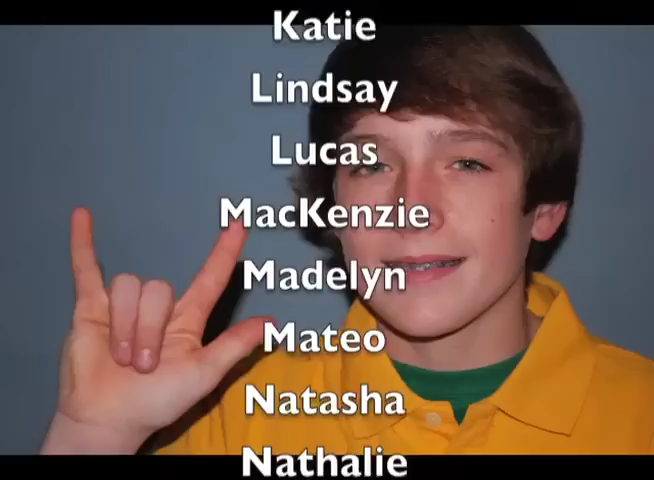 Katie
Lindsay
Lucas
MacKenzie
Madelyn
Mateo
Natasha
Nathalie